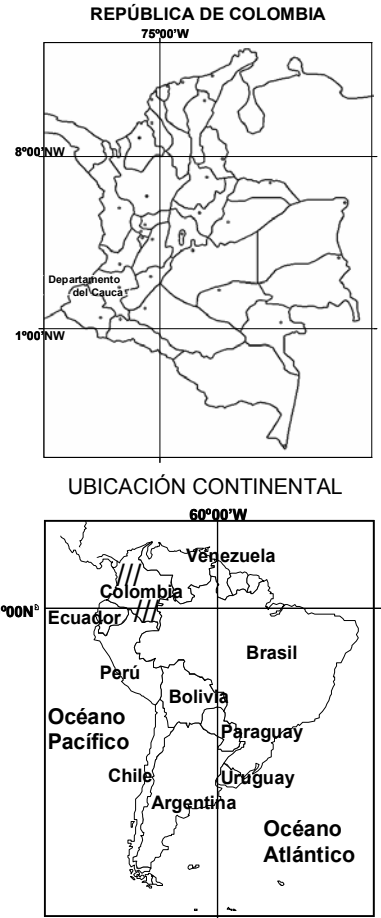 REPÚBLICA DE COLOMBIA
75º00'W
8º00'NW
Departamento
del Cauca
1º00'NW
UBICACIÓN CONTINENTAL
60º00'W
Venezuela
Colombia
º00N
Ecuador
Brasil
Perú
Bolivia
Océano
Pacífico
Paraguay
Chile
Uruguay
Argentina
Océano
Atlántico